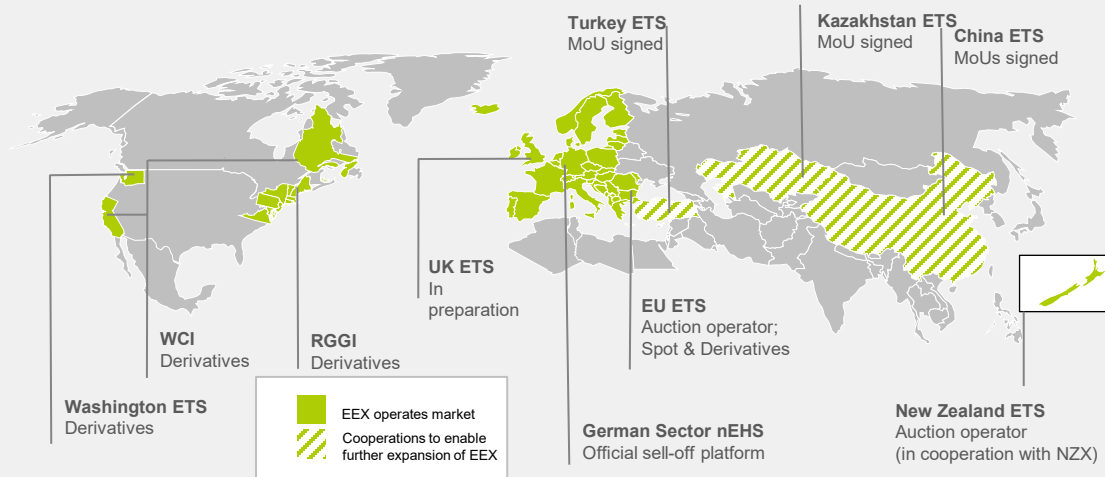 Turkey ETS
MoU signed
Kazakhstan ETS
MoU signed
China ETS
MoUs signed
UK ETS
In
preparation
EU ETS
Auction operator;
Spot & Derivatives
WCI
Derivatives
RGGI
Derivatives
Washington ETS
Derivatives
EEX operates market
Cooperations to enable
further expansion of EEX
German Sector nEHS
Official sell-off platform
New Zealand ETS
Auction operator
(in cooperation with NZX)